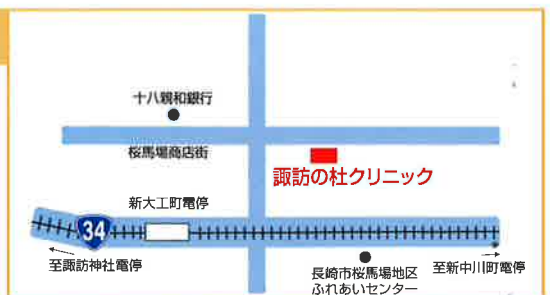 十八親和銀行
桜馬場商店街
諏訪の杜クリニック
新大工町電停
34
至諏訪神社電停
長崎市桜馬場地区
ふれあいセンター
至新中川町電停